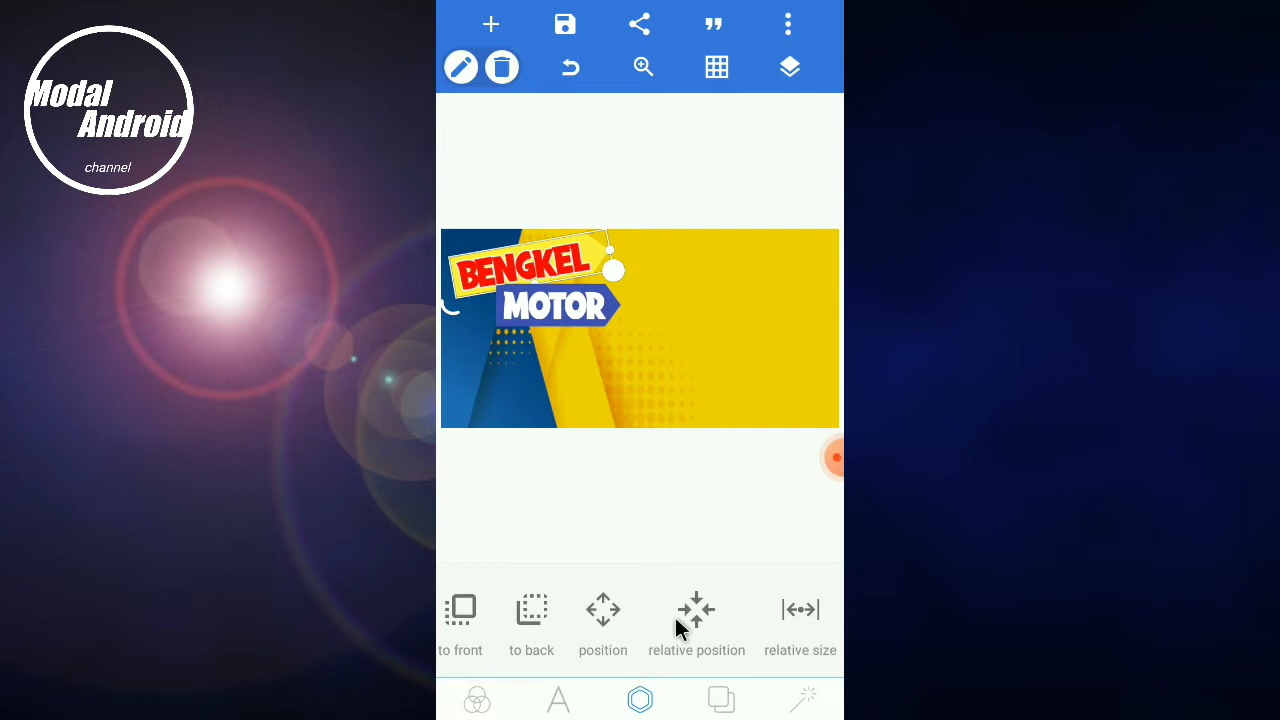 Modal
Android
channel
BENGKEL
MOTOR
to front
to back
position
relative position
relative size